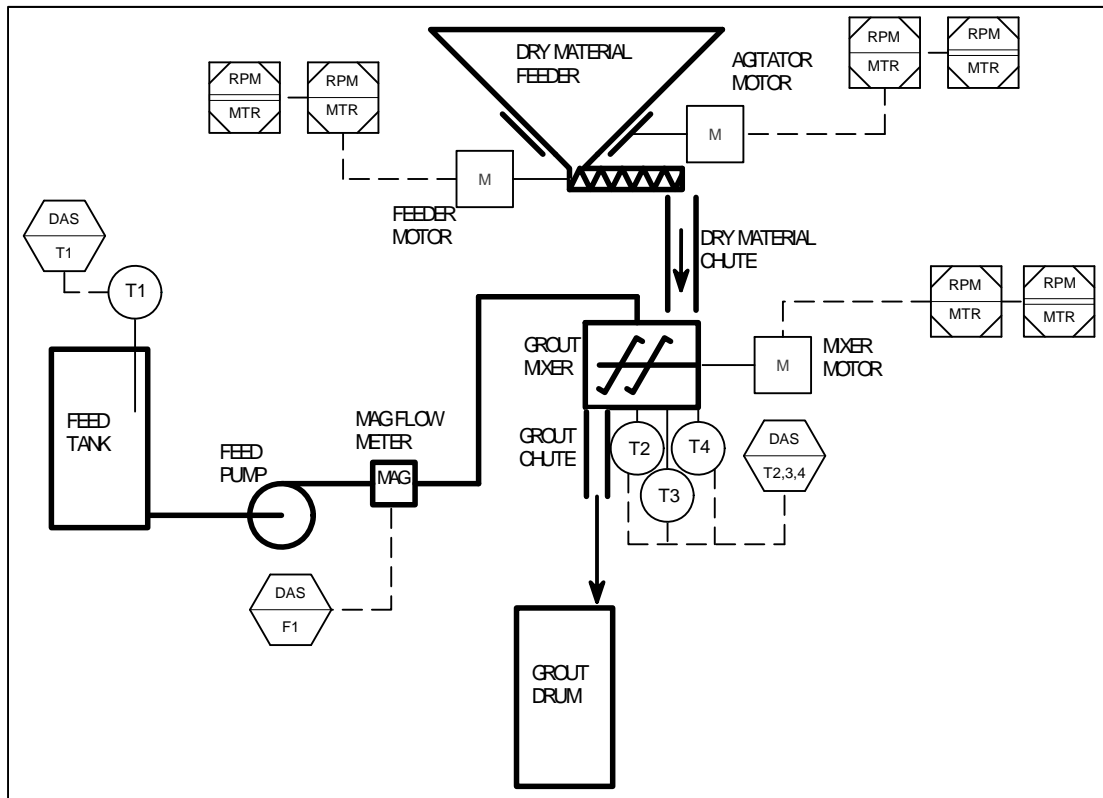 DRY MATERIAL
FEEDER
AGITATOR
MOTOR
RPM
MTR
RPM
MTR
RPM
MTR
RPM
MTR
M
M
FEEDER
MOTOR
DAS
T1
T1
DRY MATERIAL
CHUTE
RPM
MTR
RPM
MTR
GROUT
MIXER
M
MIXER
MOTOR
FEED
TANK
FEED
PUMP
MAG FLOW
METER
MAG
GROUT
CHUTE
T2
T4
T3
DAS
T2,3,4
DAS
F1
GROUT
DRUM